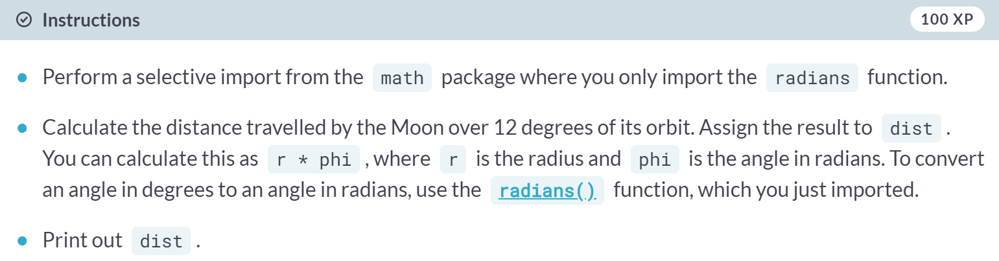 Instructions
100 XP
Perform a selective import from the math package where you only import the radians function.
Calculate the distance travelled by the Moon over 12 degrees of its orbit. Assign the result to dist .
You can calculate this as r * phi , where r is the radius and phi is the angle in radians. To convert
an angle in degrees to an angle in radians, use the radians() function, which you just imported.
Print out dist .